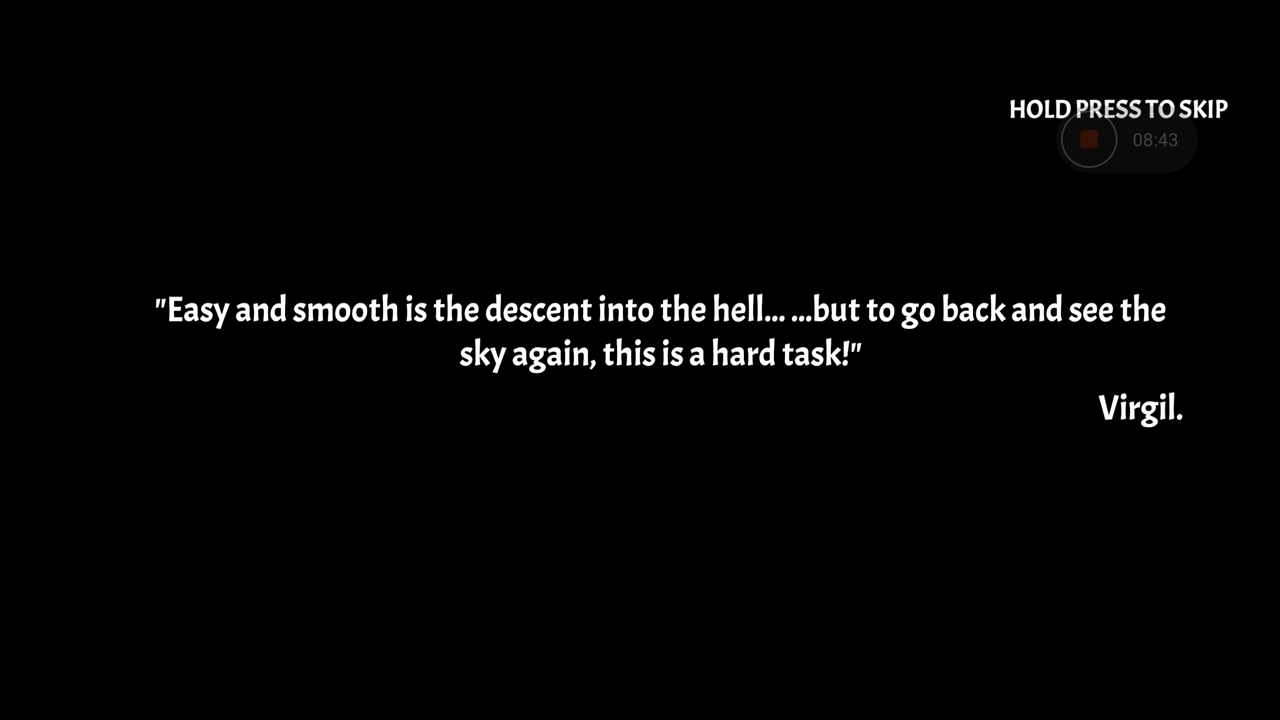 HOLD PRESS TO SKIP
08:43
"Easy and smooth is the descent into the hell... ...but to go back and see the
sky again, this is a hard task!"
Virgil.